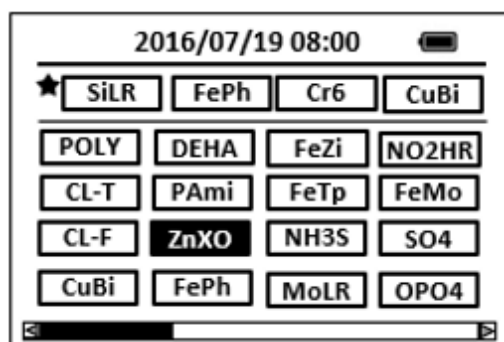 2016/07/19 08:00
SiLR FePh Cr6 CuBi
POLY DEHA FeZi NO2HR
CL-T PAmi FeTp FeMo
CL-F ZnXO NH3S SO4
CuBi FePh MoLR OPO4